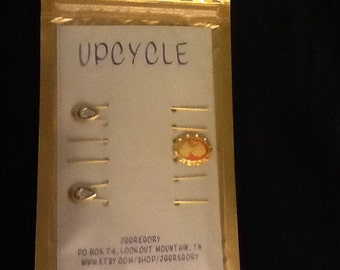 UPCYCLE
JGGREGORY
PO BOX 74, LOOKOUT MOUNTAIN, TN
WWW.ETSY.COM/SHOP/JGGREGORY